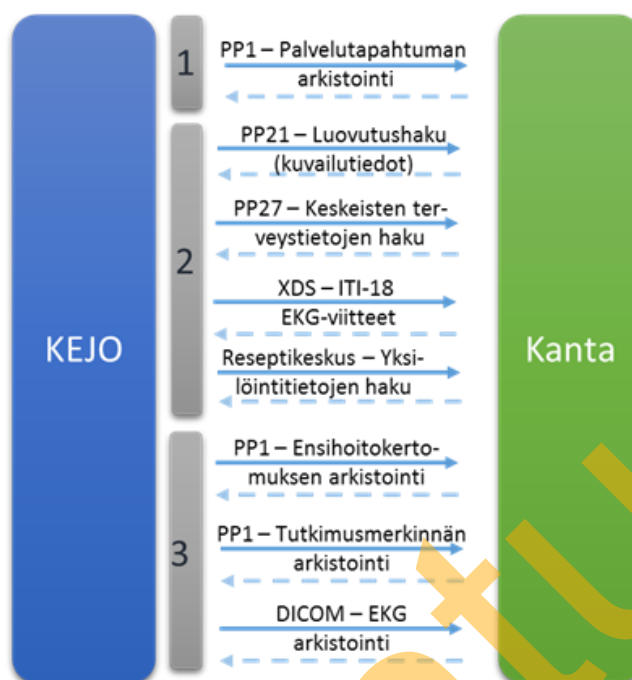 KEJO
Kanta
1
PP1 – Palvelutapahtuman
arkistointi
2
PP21 – Luovutushaku
(kuvailutiedot)
PP27 – Keskeisten ter-
veystietojen haku
XDS – ITI-18
EKG-viitteet
Reseptikeskus – Yksi-
löintitietojen haku
3
PP1 – Ensihoitokerto-
muksen arkistointi
PP1 – Tutkimusmerkinnän
arkistointi
DICOM – EKG
arkistointi